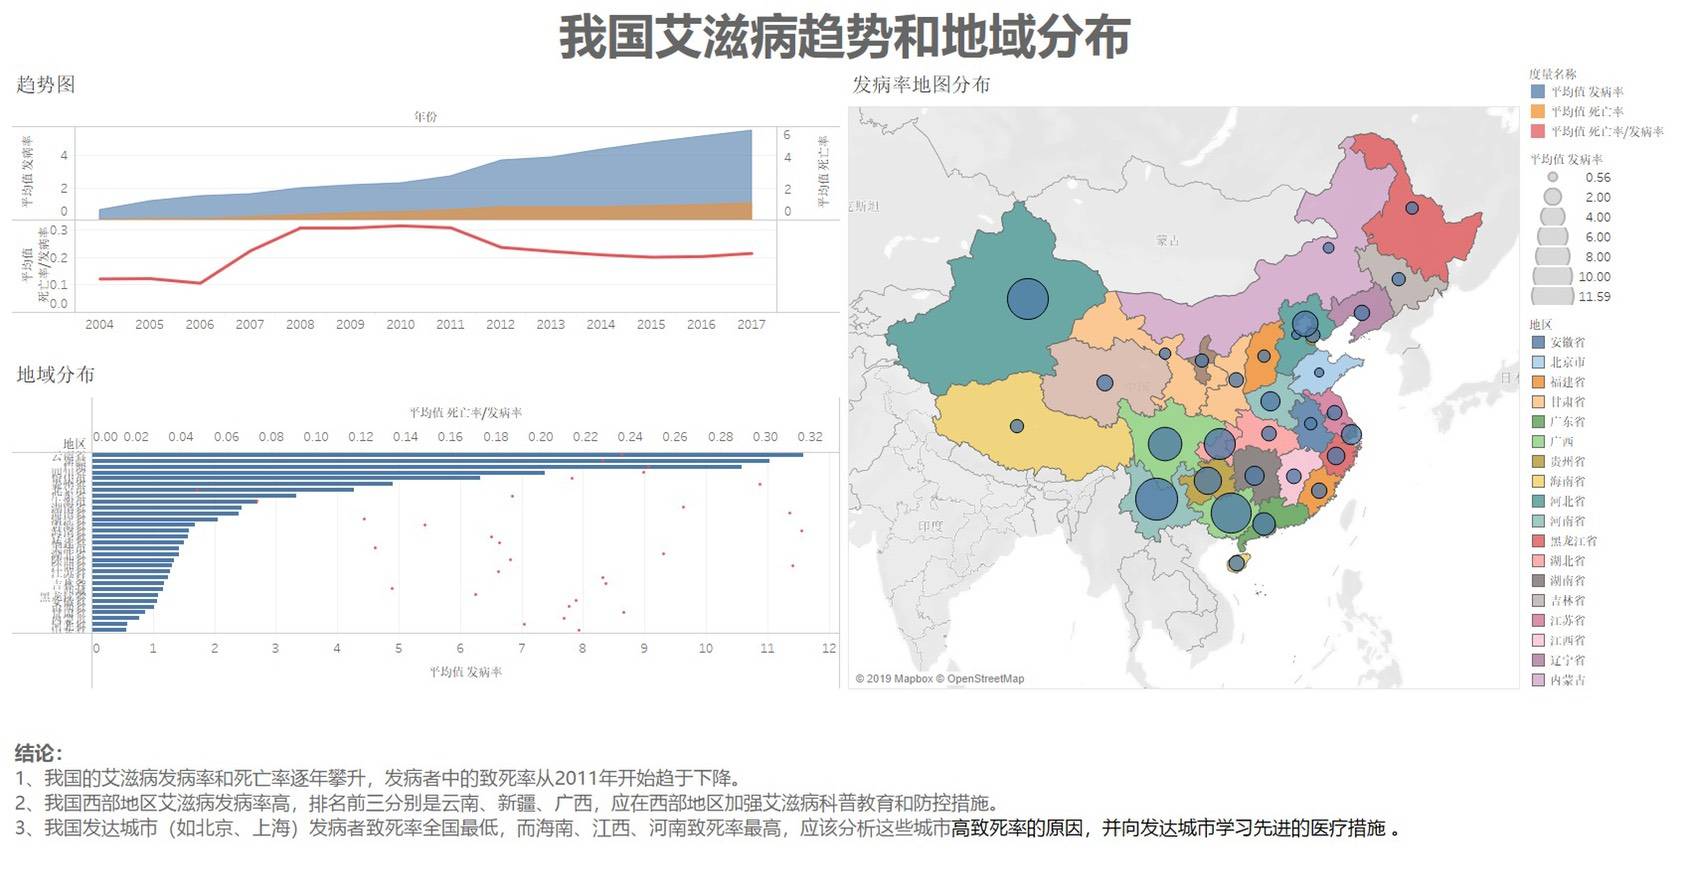 我国艾滋病趋势和地域分布
趋势图
年份
平均值 发病率
4
2
0
6
4
2
0
平均值 死亡率
平均值
死亡率/发病率
0.3
0.2
0.1
0.0
2004 2005 2006 2007 2008 2009 2010 2011 2012 2013 2014 2015 2016 2017
地域分布
平均值 死亡率/发病率
地区
0.00 0.02 0.04 0.06 0.08 0.10 0.12 0.14 0.16 0.18 0.20 0.22 0.24 0.26 0.28 0.30 0.32
0 1 2 3 4 5 6 7 8 9 10 11 12
平均值 发病率
发病率地图分布
克斯坦
蒙古
中国
印度
日本
© 2019 Mapbox © OpenStreetMap
度量名称
平均值 发病率
平均值 死亡率
平均值 死亡率/发病率
平均值 发病率
0.56
2.00
4.00
6.00
8.00
10.00
11.59
地区
安徽省
北京市
福建省
甘肃省
广东省
广西
贵州省
海南省
河北省
河南省
黑龙江省
湖北省
湖南省
吉林省
江苏省
江西省
辽宁省
内蒙古
结论：
1、我国的艾滋病发病率和死亡率逐年攀升，发病者中的致死率从2011年开始趋于下降。
2、我国西部地区艾滋病发病率高，排名前三分别是云南、新疆、广西，应在西部地区加强艾滋病科普教育和防控措施。
3、我国发达城市（如北京、上海）发病者致死率全国最低，而海南、江西、河南致死率最高，应该分析这些城市高致死率的原因，并向发达城市学习先进的医疗措施 。